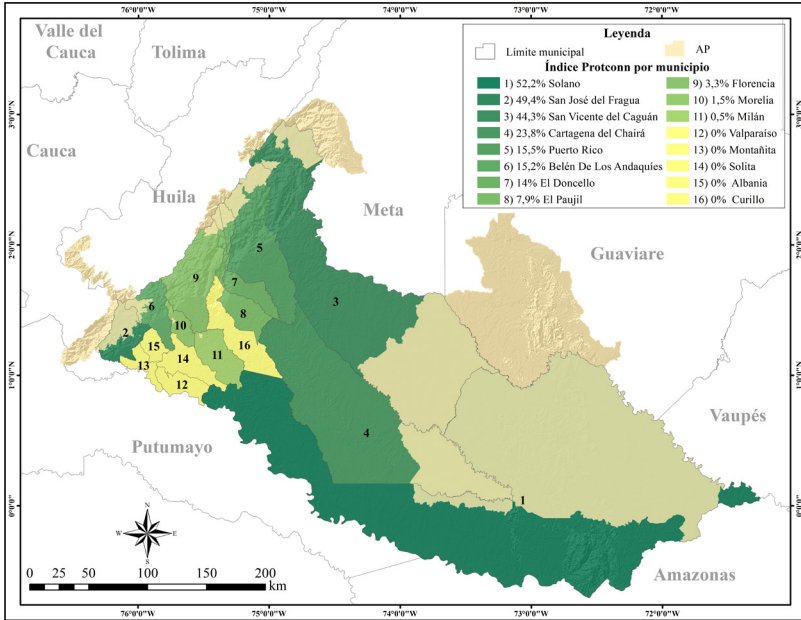 Valle del
Cauca
Tolima
Cauca
Huila
Meta
Guaviare
Vaupés
Putumayo
Amazonas
Leyenda
Límite municipal
AP
Índice Protconn por municipio
1) 52,2% Solano
2) 49,4% San José del Fragua
3) 44,3% San Vicente del Caguán
4) 23,8% Cartagena del Chairá
5) 15,5% Puerto Rico
6) 15,2% Belén De Los Andaquíes
7) 14% El Doncello
8) 7,9% El Paujil
9) 3,3% Florencia
10) 1,5% Morelia
11) 0,5% Milán
12) 0% Valparaíso
13) 0% Montañita
14) 0% Solita
15) 0% Albania
16) 0% Curillo
5
9
7
3
6
8
2
10
15
16
14
11
13
12
4
1
3°0'0"N
2°0'0"N
1°0'0"N
0°0'0"
N
W
E
S
0 25 50 100 150 200
km
76°0'0"W
75°0'0"W
74°0'0"W
73°0'0"W
72°0'0"W